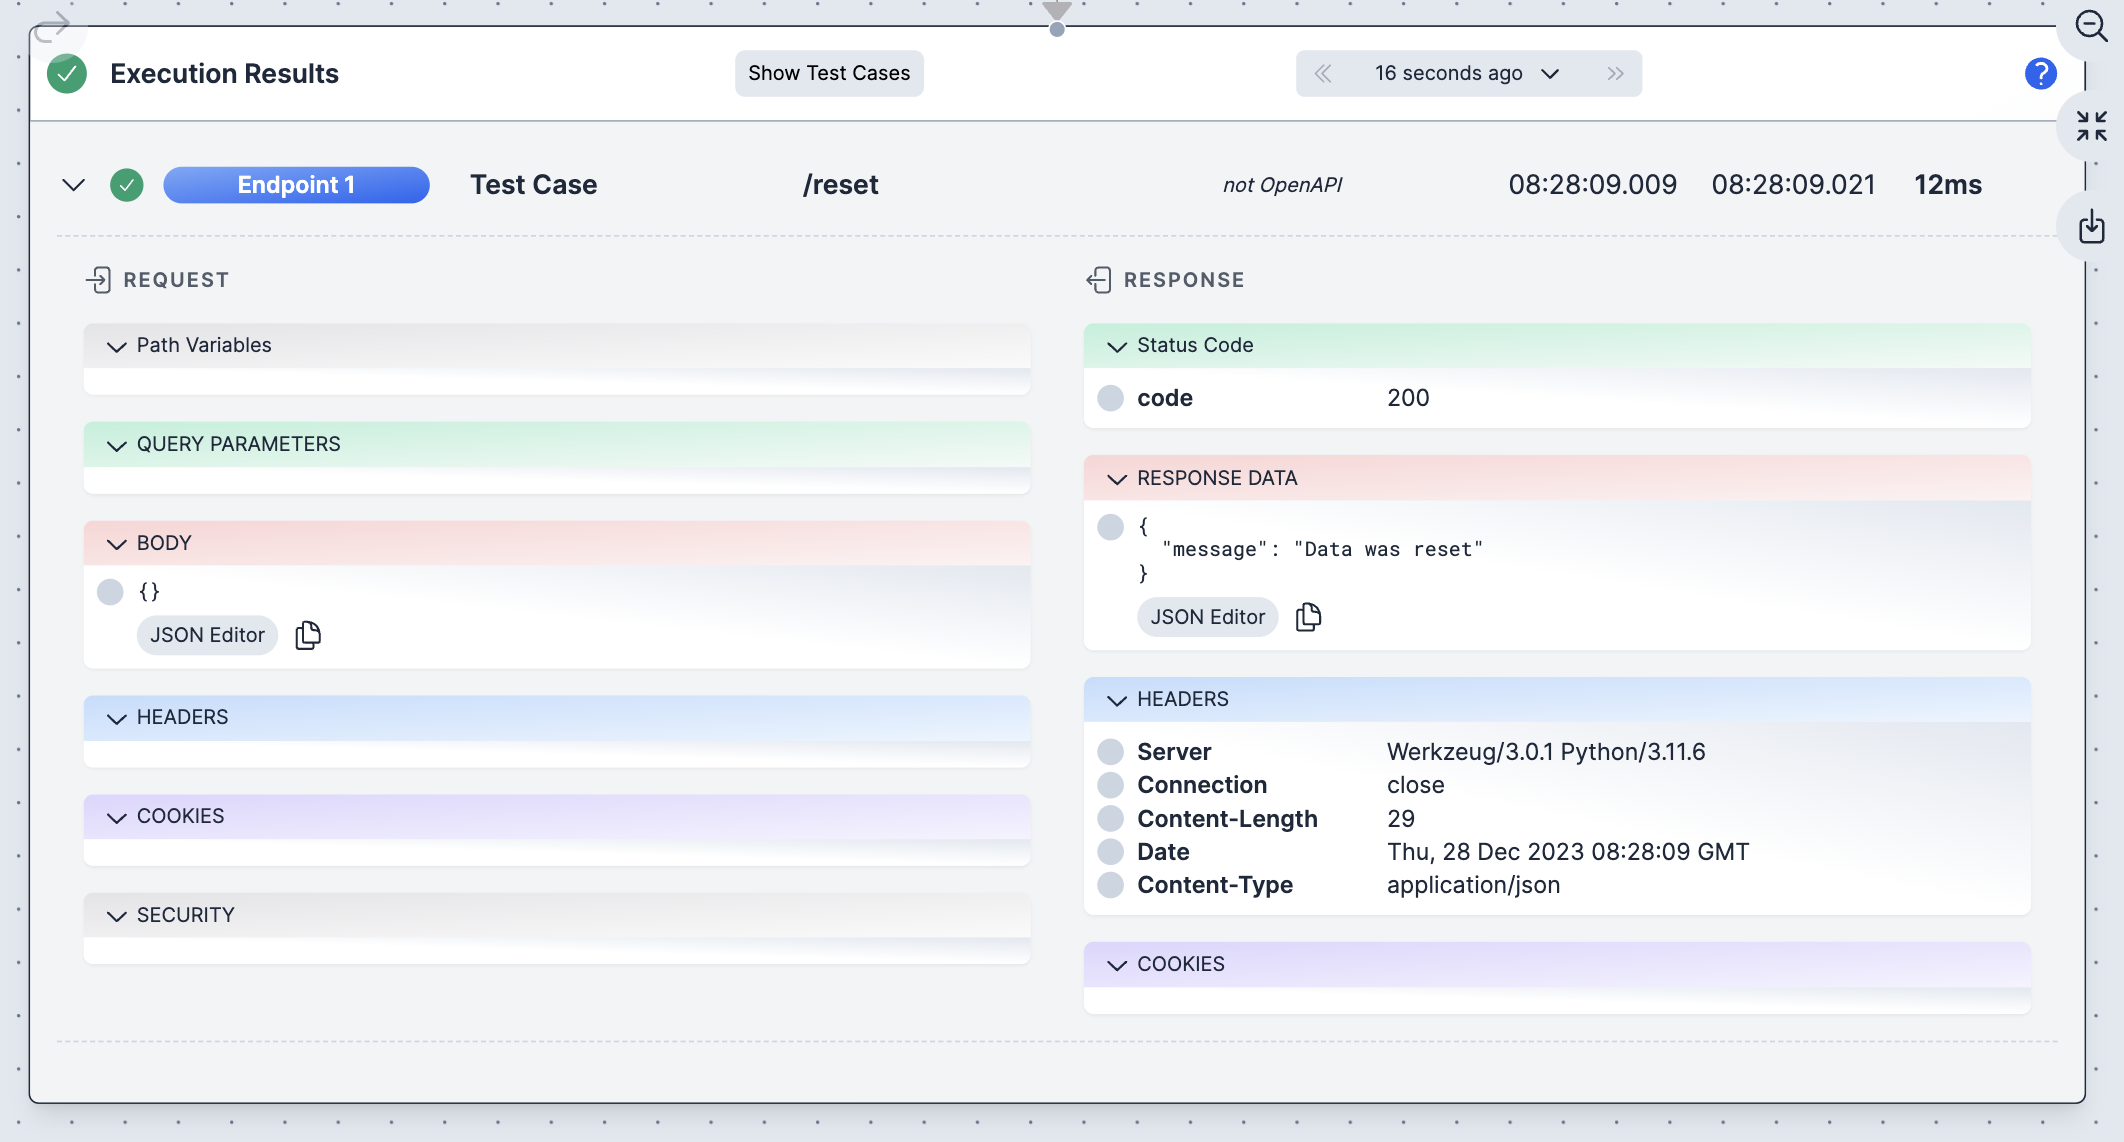 Execution Results
Show Test Cases
16 seconds ago
?
Endpoint 1 Test Case /reset not OpenAPI 08:28:09.009 08:28:09.021 12ms
REQUEST
Path Variables
QUERY PARAMETERS
BODY
{}
JSON Editor
HEADERS
COOKIES
SECURITY
RESPONSE
Status Code
code 200
RESPONSE DATA
{
"message": "Data was reset"
}
JSON Editor
HEADERS
Server Werkzeug/3.0.1 Python/3.11.6
Connection close
Content-Length 29
Date Thu, 28 Dec 2023 08:28:09 GMT
Content-Type application/json
COOKIES